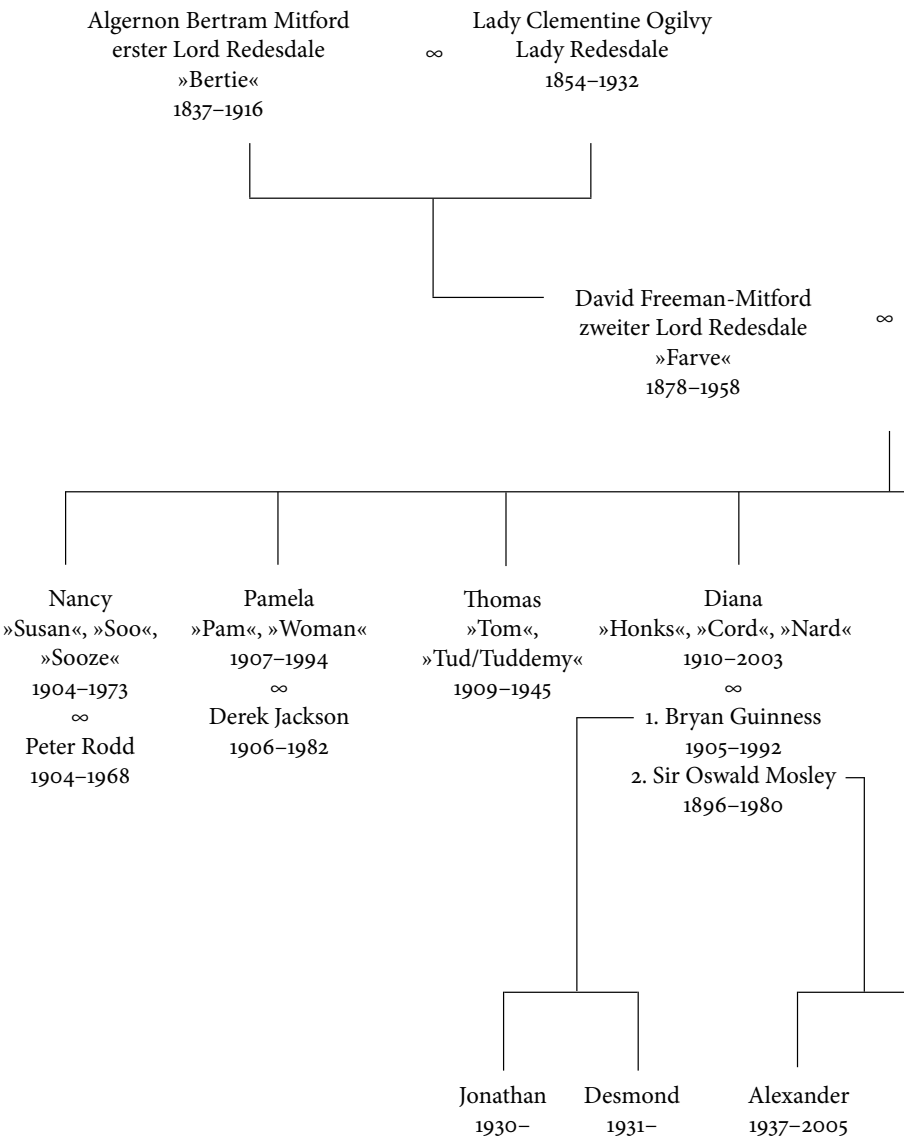 Algernon Bertram Mitford
erster Lord Redesdale
»Bertie«
1837–1916
∞
Lady Clementine Ogilvy
Lady Redesdale
1854–1932
David Freeman-Mitford
zweiter Lord Redesdale
»Farve«
1878–1958
∞
Nancy
»Susan«, »Soo«,
»Sooze«
1904–1973
∞
Peter Rodd
1904–1968
Pamela
»Pam«, »Woman«
1907–1994
∞
Derek Jackson
1906–1982
Thomas
»Tom«,
»Tud/Tuddemy«
1909–1945
Diana
»Honks«, »Cord«, »Nard«
1910–2003
∞
1. Bryan Guinness
1905–1992
2. Sir Oswald Mosley
1896–1980
Jonathan
1930–
Desmond
1931–
Alexander
1937–2005